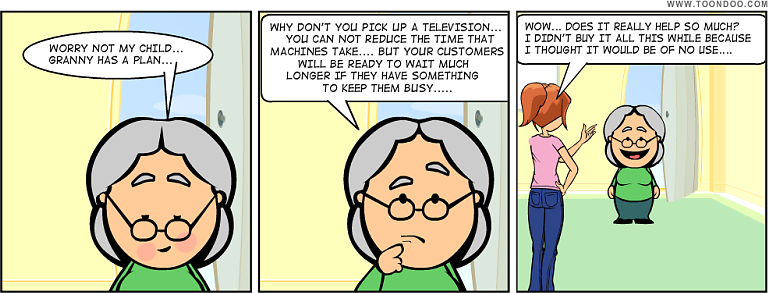 WWW.TOONDOO.COM
WORRY NOT MY CHILD...
GRANNY HAS A PLAN...
WHY DON'T YOU PICK UP A TELEVISION...
YOU CAN NOT REDUCE THE TIME THAT
MACHINES TAKE.... BUT YOUR CUSTOMERS
WILL BE READY TO WAIT MUCH
LONGER IF THEY HAVE SOMETHING
TO KEEP THEM BUSY.....
WOW... DOES IT REALLY HELP SO MUCH?
I DIDN'T BUY IT ALL THIS WHILE BECAUSE
I THOUGHT IT WOULD BE OF NO USE....